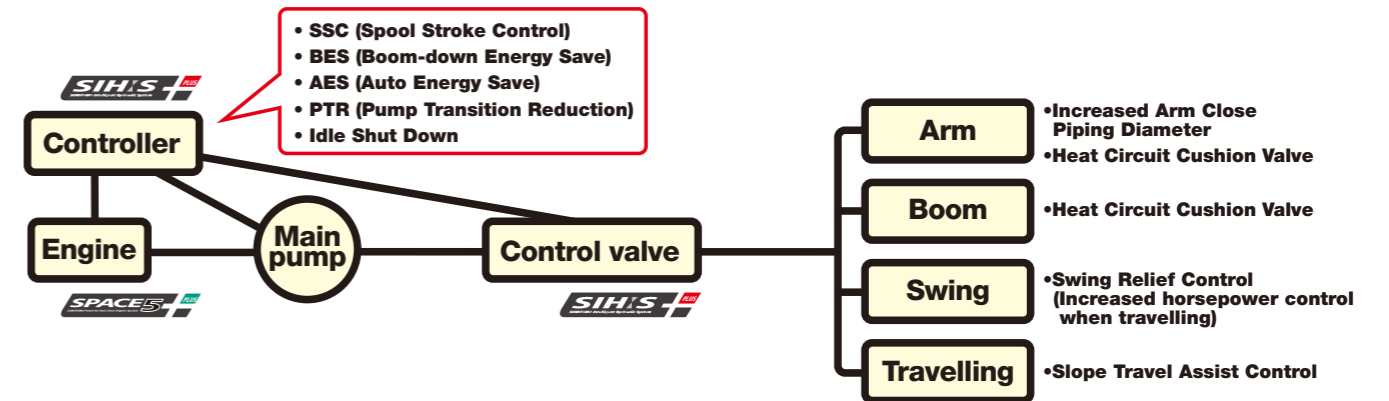 • SSC (Spool Stroke Control)
• BES (Boom-down Energy Save)
• AES (Auto Energy Save)
• PTR (Pump Transition Reduction)
• Idle Shut Down
SIH:S PLUS
Controller
Engine
Main
pump
Control valve
SPACE5 PLUS
SIH:S PLUS
Arm
•Increased Arm Close
Piping Diameter
•Heat Circuit Cushion Valve
Boom
•Heat Circuit Cushion Valve
Swing
•Swing Relief Control
(Increased horsepower control
when travelling)
Travelling
•Slope Travel Assist Control